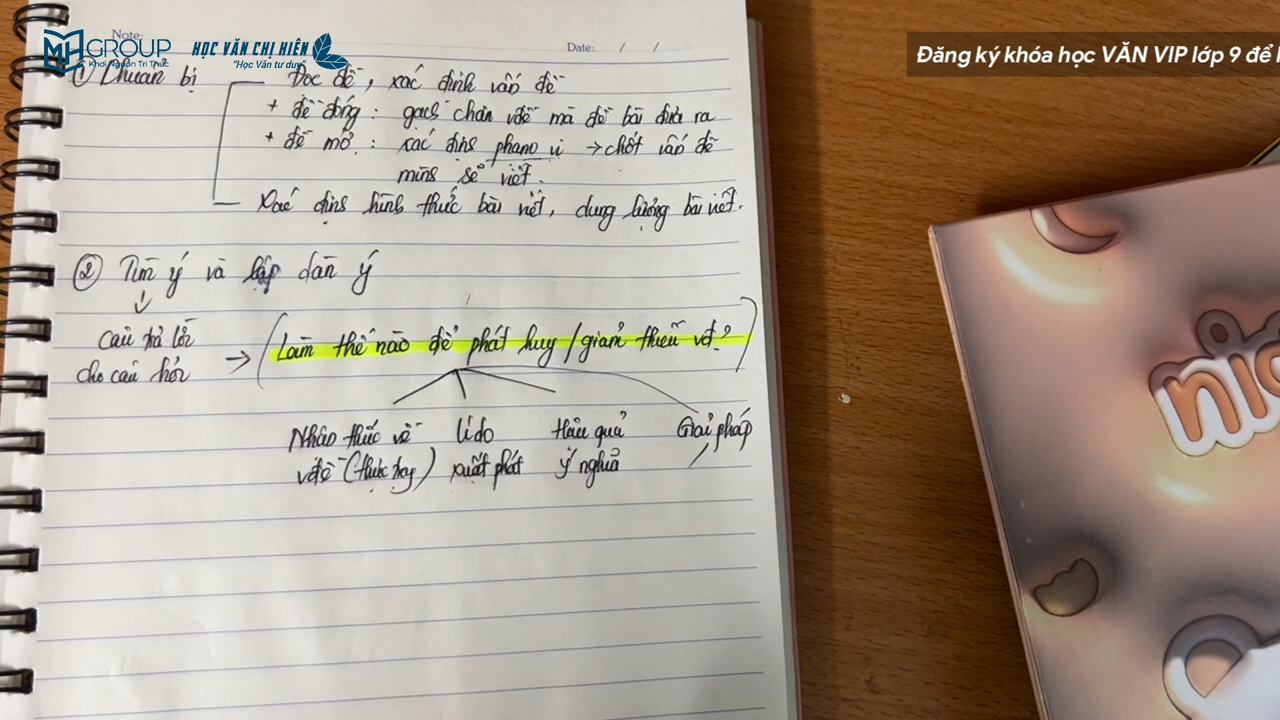 Note:
Date: / /
MH GROUP
Khơi Nguồn Tri Thức
HỌC VĂN CHỊ HIÊN
"Học Văn tư duy"
Đăng ký khóa học VĂN VIP lớp 9 để
① Chuẩn bị
Đọc đề, xác định vấn đề
+ đề đóng : gạch chân vđề mà đề bài đưa ra
+ đề mở : xác định phạm vi → chốt vấn đề
mình sẽ viết.
Xác định hình thức bài viết, dung lượng bài viết.
② Tìm ý và lập dàn ý
câu trả lời
cho câu hỏi
→ (Làm thế nào để phát huy / giảm thiểu vđ?)
Nhận thức về
vđề (thực trạng)
lí do
xuất phát
Hậu quả
ý nghĩa
Giải pháp